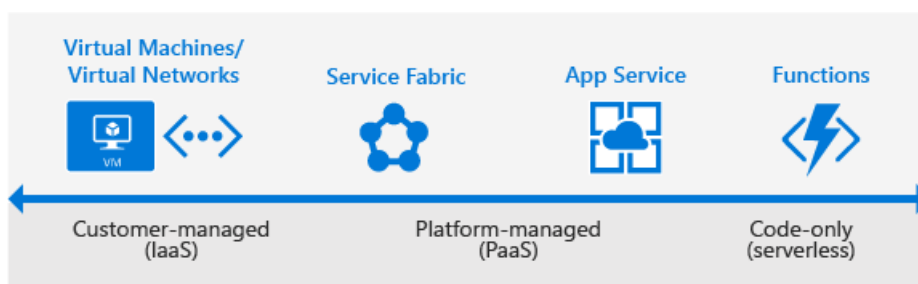 Virtual Machines/
Virtual Networks
Service Fabric
App Service
Functions
VM
Customer-managed
(IaaS)
Platform-managed
(PaaS)
Code-only
(serverless)